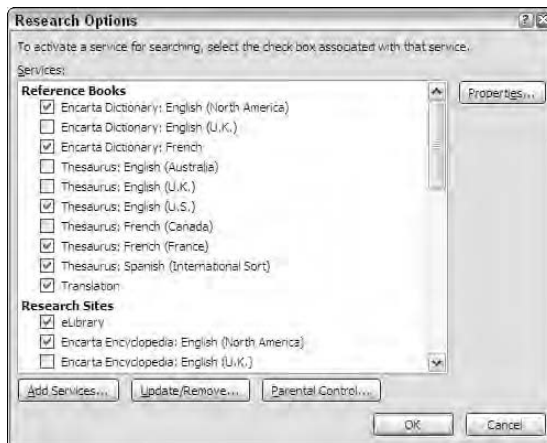 Research Options
To activate a service for searching, select the check box associated with that service.
Services:
Reference Books
Properties...
Encarta Dictionary: English (North America)
Encarta Dictionary: English (U.K.)
Encarta Dictionary: French
Thesaurus: English (Australia)
Thesaurus: English (U.K.)
Thesaurus: English (U.S.)
Thesaurus: French (Canada)
Thesaurus: French (France)
Thesaurus: Spanish (International Sort)
Translation
Research Sites
eLibrary
Encarta Encyclopedia: English (North America)
Encarta Encyclopedia: English (U.K.)
Add Services... Update/Remove... Parental Control...
OK Cancel